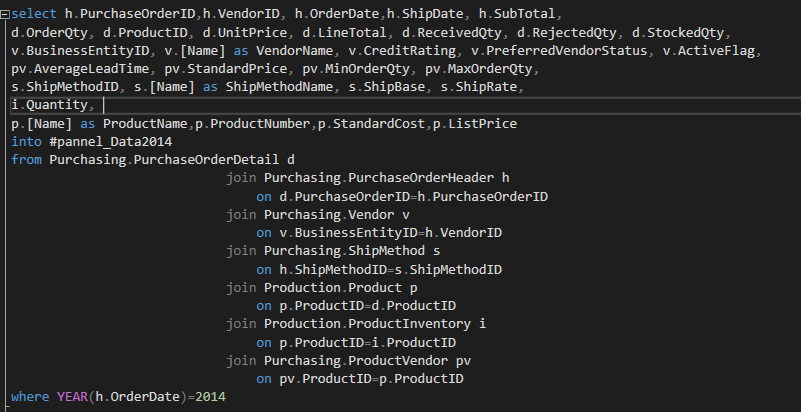 select h.PurchaseOrderID,h.VendorID, h.OrderDate,h.ShipDate, h.SubTotal,
d.OrderQty, d.ProductID, d.UnitPrice, d.LineTotal, d.ReceivedQty, d.RejectedQty, d.StockedQty,
v.BusinessEntityID, v.[Name] as VendorName, v.CreditRating, v.PreferredVendorStatus, v.ActiveFlag,
pv.AverageLeadTime, pv.StandardPrice, pv.MinOrderQty, pv.MaxOrderQty,
s.ShipMethodID, s.[Name] as ShipMethodName, s.ShipBase, s.ShipRate,
i.Quantity,
p.[Name] as ProductName,p.ProductNumber,p.StandardCost,p.ListPrice
into #pannel_Data2014
from Purchasing.PurchaseOrderDetail d
join Purchasing.PurchaseOrderHeader h
on d.PurchaseOrderID=h.PurchaseOrderID
join Purchasing.Vendor v
on v.BusinessEntityID=h.VendorID
join Purchasing.ShipMethod s
on h.ShipMethodID=s.ShipMethodID
join Production.Product p
on p.ProductID=d.ProductID
join Production.ProductInventory i
on p.ProductID=i.ProductID
join Purchasing.ProductVendor pv
on pv.ProductID=p.ProductID
where YEAR(h.OrderDate)=2014